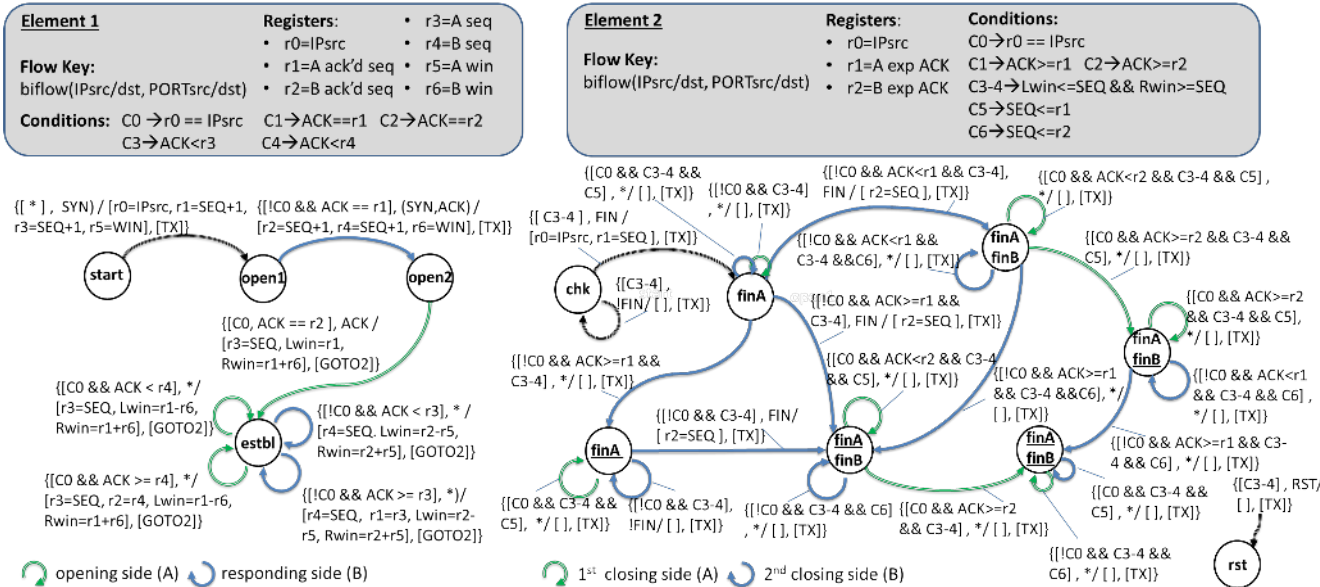 Element 1
Flow Key:
biflow(IPsrc/dst, PORTsrc/dst)
Registers:
• r0=IPsrc
• r1=A ack'd seq
• r2=B ack'd seq
• r3=A seq
• r4=B seq
• r5=A win
• r6=B win
Conditions: C0 →r0 == IPsrc C1→ACK==r1 C2→ACK==r2
C3→ACK<r3 C4→ACK<r4
Element 2
Flow Key:
biflow(IPsrc/dst, PORTsrc/dst)
Registers:
• r0=IPsrc
• r1=A exp ACK
• r2=B exp ACK
Conditions:
C0→r0 == IPsrc
C1→ACK>=r1 C2→ACK>=r2
C3-4→Lwin<=SEQ && Rwin>=SEQ
C5→SEQ<=r1
C6→SEQ<=r2
{[ * ] , SYN) / [r0=IPsrc, r1=SEQ+1,
r3=SEQ+1, r5=WIN], [TX]}
{[!C0 && ACK == r1], (SYN,ACK) /
[r2=SEQ+1, r4=SEQ+1, r6=WIN], [TX]}
start
open1
open2
{[C0, ACK == r2 ], ACK /
[r3=SEQ, Lwin=r1,
Rwin=r1+r6], [GOTO2]}
{[C0 && ACK < r4], */
[r3=SEQ, Lwin=r1-r6,
Rwin=r1+r6], [GOTO2]}
{[!C0 && ACK < r3], * /
[r4=SEQ. Lwin=r2-r5,
Rwin=r2+r5], [GOTO2]}
estbl
{[C0 && ACK >= r4], */
[r3=SEQ, r2=r4, Lwin=r1-r6,
Rwin=r1+r6], [GOTO2]}
{[!C0 && ACK >= r3], *)/
[r4=SEQ, r1=r3, Lwin=r2-
r5, Rwin=r2+r5], [GOTO2]}
opening side (A)
responding side (B)
{[C0 && C3-4 &&
C5] , */ [ ], [TX]}
{[!C0 && C3-4]
, */ [ ], [TX]}
{[!C0 && ACK<r1 && C3-4],
FIN / [ r2=SEQ ], [TX]}
{[C0 && ACK<r2 && C3-4 && C5] ,
*/ [ ], [TX]}
{[ C3-4] , FIN /
[r0=IPsrc, r1=SEQ ], [TX]}
{[!C0 && ACK<r1 &&
C3-4 &&C6], */ [ ], [TX]}
finA
finB
{[C0 && ACK>=r2 && C3-4 &&
C5], */ [ ], [TX]}
chk
{[C3-4] ,
!FIN/ [ ], [TX]}
finA
{[!C0 && ACK>=r1 &&
C3-4], FIN / [ r2=SEQ ], [TX]}
{[C0 && ACK>=r2
&& C3-4 && C5],
*/ [ ], [TX]}
finA
finB
{[!C0 && ACK>=r1 &&
C3-4] , */ [ ], [TX]}
{[C0 && ACK<r2 && C3-4
&& C5], */ [ ], [TX]}
{[!C0 && ACK>=r1
&& C3-4 &&C6], */
[ ], [TX]}
{[!C0 && ACK<r1
&& C3-4 && C6] ,
*/ [ ], [TX]}
{[!C0 && C3-4] , FIN/
[ r2=SEQ ], [TX]}
finA
finA
finB
finA
finB
{[!C0 && ACK>=r1 && C3-
4 && C6] , */ [ ], [TX]}
{[C0 && C3-4 &&
C5], */ [ ], [TX]}
{[!C0 && C3-4],
!FIN/ [ ], [TX]}
{[!C0 && C3-4 && C6]
, */ [ ], [TX]}
{[C0 && ACK>=r2
&& C3-4] , */ [ ], [TX]}
{[C0 && C3-4 &&
C5] , */ [ ], [TX]}
{[C3-4] , RST/
[ ], [TX]}
{[!C0 && C3-4 &&
C6] , */ [ ], [TX]}
rst
1st closing side (A)
2nd closing side (B)